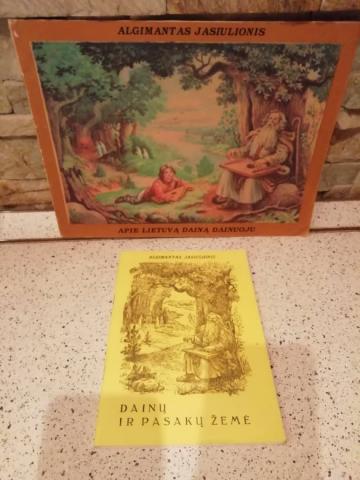 ALGIMANTAS JASIULIONIS
APIE LIETUVĄ DAINĄ DAINUOJU
ALGIMANTAS JASIULIONIS
DAINŲ
IR PASAKŲ ŽEMĖ